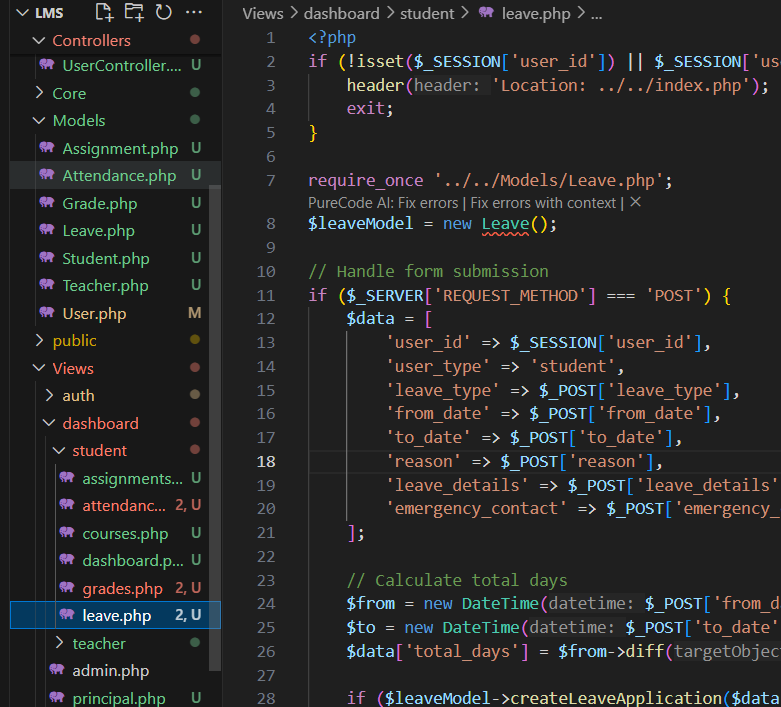 LMS
Controllers
UserController.... U
Core
Models
Assignment.php U
Attendance.php U
Grade.php U
Leave.php U
Student.php U
Teacher.php U
User.php M
public
Views
auth
dashboard
student
assignments... U
attendanc... 2, U
courses.php U
dashboard.p... U
grades.php 2, U
leave.php 2, U
teacher
admin.php
principal.php U
Views > dashboard > student > leave.php > ...
1 <?php
2 if (!isset($_SESSION['user_id']) || $_SESSION['use
3 header(header: 'Location: ../../index.php');
4 exit;
5 }
6
7 require_once '../../Models/Leave.php';
PureCode AI: Fix errors | Fix errors with context | ×
8 $leaveModel = new Leave();
9
10 // Handle form submission
11 if ($_SERVER['REQUEST_METHOD'] === 'POST') {
12 $data = [
13 'user_id' => $_SESSION['user_id'],
14 'user_type' => 'student',
15 'leave_type' => $_POST['leave_type'],
16 'from_date' => $_POST['from_date'],
17 'to_date' => $_POST['to_date'],
18 'reason' => $_POST['reason'],
19 'leave_details' => $_POST['leave_details'
20 'emergency_contact' => $_POST['emergency_
21 ];
22
23 // Calculate total days
24 $from = new DateTime(datetime: $_POST['from_d
25 $to = new DateTime(datetime: $_POST['to_date'
26 $data['total_days'] = $from->diff(targetObjec
27
28 if ($leaveModel->createLeaveApplication($data